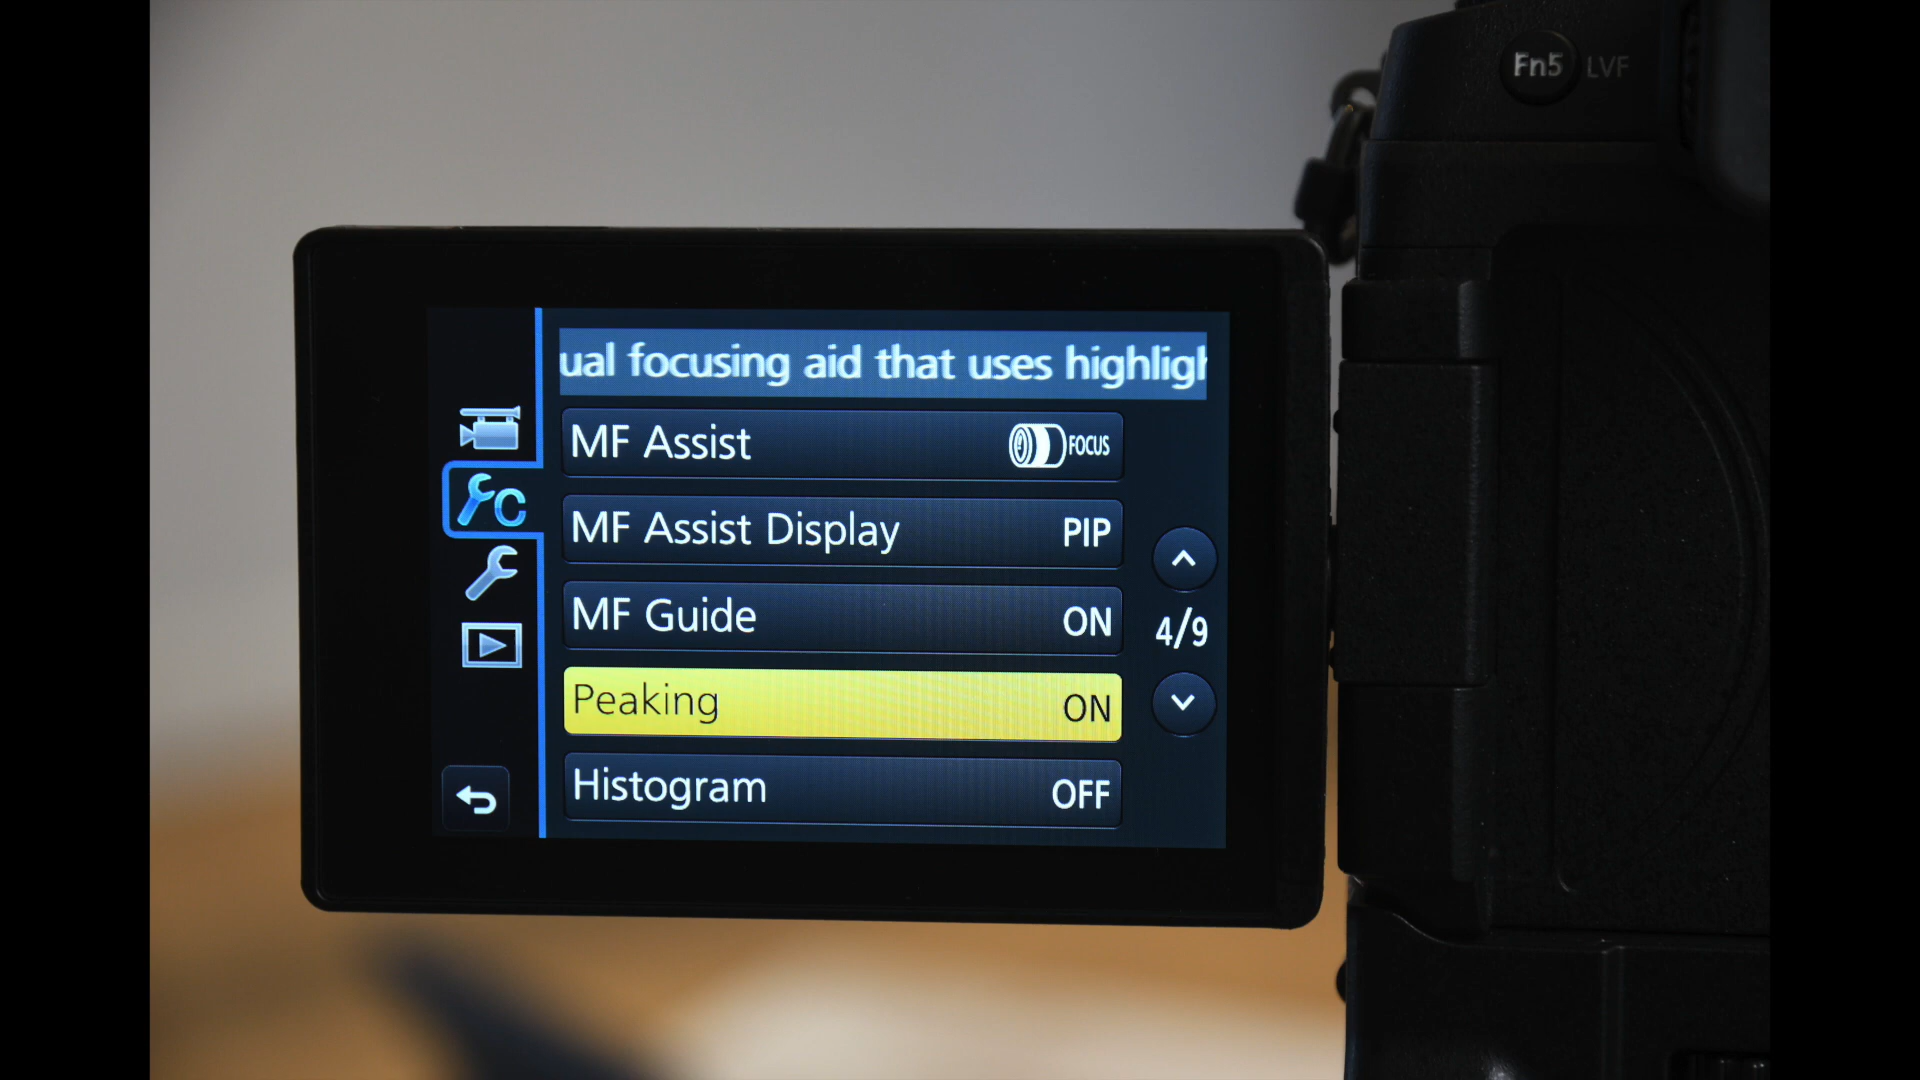 Fn5 LVF
ual focusing aid that uses highligh
MF Assist FOCUS
MF Assist Display PIP
MF Guide ON
4/9
Peaking ON
Histogram OFF
C